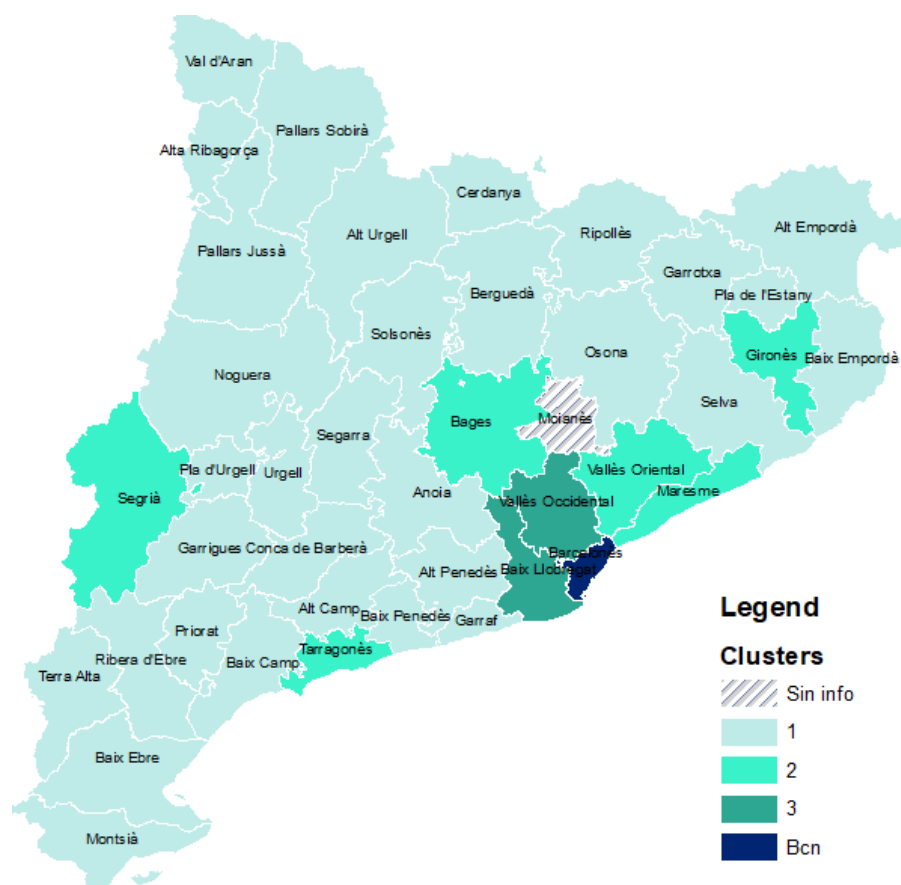 Val d'Aran
Pallars Sobirà
Alta Ribagorça
Cerdanya
Alt Urgell
Ripollès
Alt Empordà
Pallars Jussà
Garrotxa
Berguedà
Pla de l'Estany
Solsonès
Osona
Gironès
Baix Empordà
Noguera
Selva
Bages
Moianès
Segarra
Pla d'Urgell
Urgell
Vallès Oriental
Segrià
Anoia
Vallès Occidental
Maresme
Garrigues
Conca de Barberà
Barcelonès
Alt Penedès
Baix Llobregat
Alt Camp
Baix Penedès
Garraf
Priorat
Tarragonès
Ribera d'Ebre
Baix Camp
Terra Alta
Baix Ebre
Montsià
Legend
Clusters
Sin info
1
2
3
Bcn